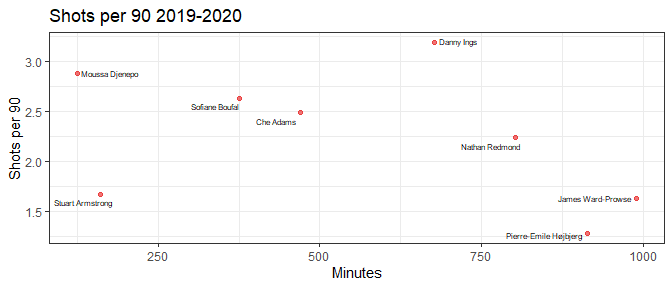 Shots per 90 2019-2020
Shots per 90
3.0
2.5
2.0
1.5
Danny Ings
Moussa Djenepo
Sofiane Boufal
Che Adams
Nathan Redmond
Stuart Armstrong
James Ward-Prowse
Pierre-Emile Højbjerg
250
500
750
1000
Minutes